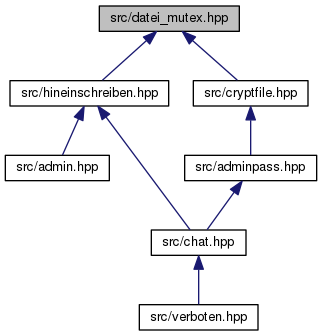 src/datei_mutex.hpp
src/hineinschreiben.hpp
src/cryptfile.hpp
src/admin.hpp
src/adminpass.hpp
src/chat.hpp
src/verboten.hpp